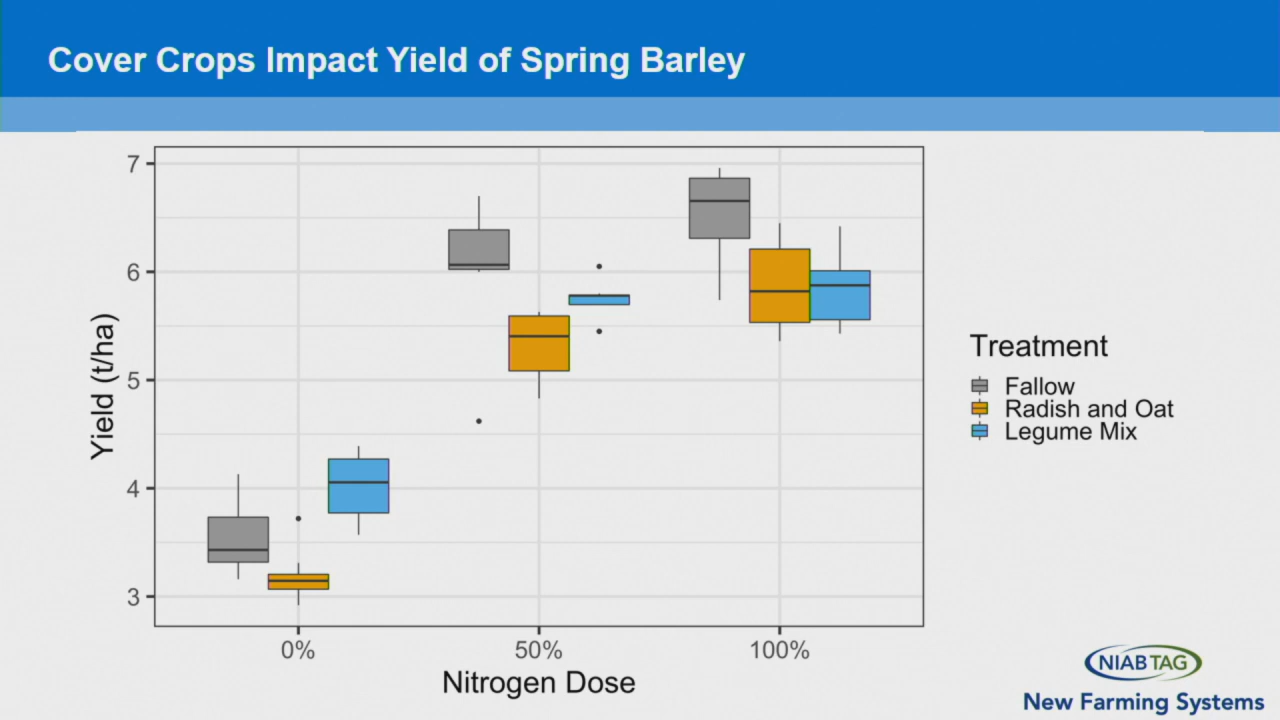 Cover Crops Impact Yield of Spring Barley
7
6
5
4
3
Yield (t/ha)
0% 50% 100%
Nitrogen Dose
Treatment
Fallow
Radish and Oat
Legume Mix
NIAB TAG
New Farming Systems